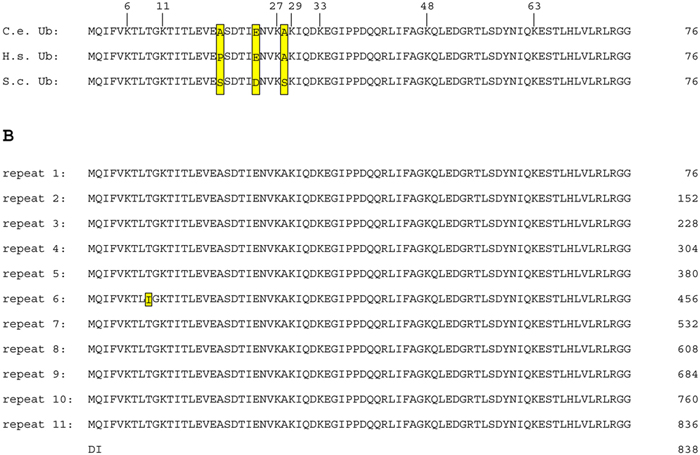 6 11 27 29 33 48 63
C.e. Ub: MQIFVKTLTGKTITLEVEASDTIENVKAKIQDKEGIPPDQQRLIFAGKQLEDGRTLSDYNIQKESTLHLVLRLRGG 76
H.s. Ub: MQIFVKTLTGKTITLEVEPSDTIENVKAKIQDKEGIPPDQQRLIFAGKQLEDGRTLSDYNIQKESTLHLVLRLRGG 76
S.c. Ub: MQIFVKTLTGKTITLEVESSDTIDNVKSKIQDKEGIPPDQQRLIFAGKQLEDGRTLSDYNIQKESTLHLVLRLRGG 76
B
repeat 1: MQIFVKTLTGKTITLEVEASDTIENVKAKIQDKEGIPPDQQRLIFAGKQLEDGRTLSDYNIQKESTLHLVLRLRGG 76
repeat 2: MQIFVKTLTGKTITLEVEASDTIENVKAKIQDKEGIPPDQQRLIFAGKQLEDGRTLSDYNIQKESTLHLVLRLRGG 152
repeat 3: MQIFVKTLTGKTITLEVEASDTIENVKAKIQDKEGIPPDQQRLIFAGKQLEDGRTLSDYNIQKESTLHLVLRLRGG 228
repeat 4: MQIFVKTLTGKTITLEVEASDTIENVKAKIQDKEGIPPDQQRLIFAGKQLEDGRTLSDYNIQKESTLHLVLRLRGG 304
repeat 5: MQIFVKTLTGKTITLEVEASDTIENVKAKIQDKEGIPPDQQRLIFAGKQLEDGRTLSDYNIQKESTLHLVLRLRGG 380
repeat 6: MQIFVKTLIGKTITLEVEASDTIENVKAKIQDKEGIPPDQQRLIFAGKQLEDGRTLSDYNIQKESTLHLVLRLRGG 456
repeat 7: MQIFVKTLTGKTITLEVEASDTIENVKAKIQDKEGIPPDQQRLIFAGKQLEDGRTLSDYNIQKESTLHLVLRLRGG 532
repeat 8: MQIFVKTLTGKTITLEVEASDTIENVKAKIQDKEGIPPDQQRLIFAGKQLEDGRTLSDYNIQKESTLHLVLRLRGG 608
repeat 9: MQIFVKTLTGKTITLEVEASDTIENVKAKIQDKEGIPPDQQRLIFAGKQLEDGRTLSDYNIQKESTLHLVLRLRGG 684
repeat 10: MQIFVKTLTGKTITLEVEASDTIENVKAKIQDKEGIPPDQQRLIFAGKQLEDGRTLSDYNIQKESTLHLVLRLRGG 760
repeat 11: MQIFVKTLTGKTITLEVEASDTIENVKAKIQDKEGIPPDQQRLIFAGKQLEDGRTLSDYNIQKESTLHLVLRLRGG 836
DI 838